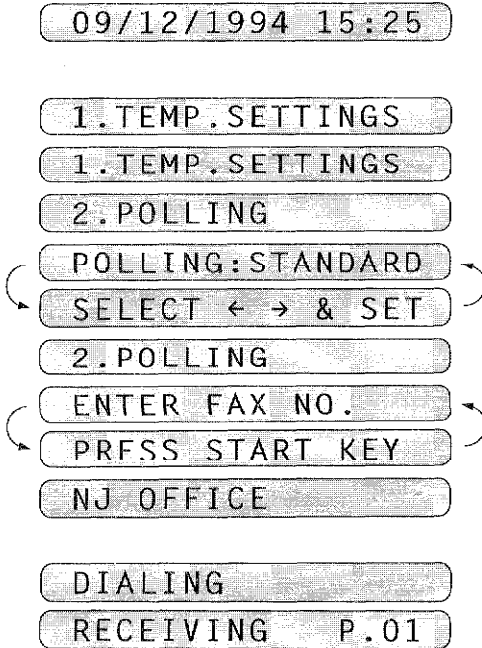 09/12/1994 15:25
1.TEMP.SETTINGS
1.TEMP.SETTINGS
2.POLLING
POLLING:STANDARD
SELECT ← → & SET
2.POLLING
ENTER FAX NO.
PRFSS START KEY
NJ OFFICE
DIALING
RECEIVING P.01